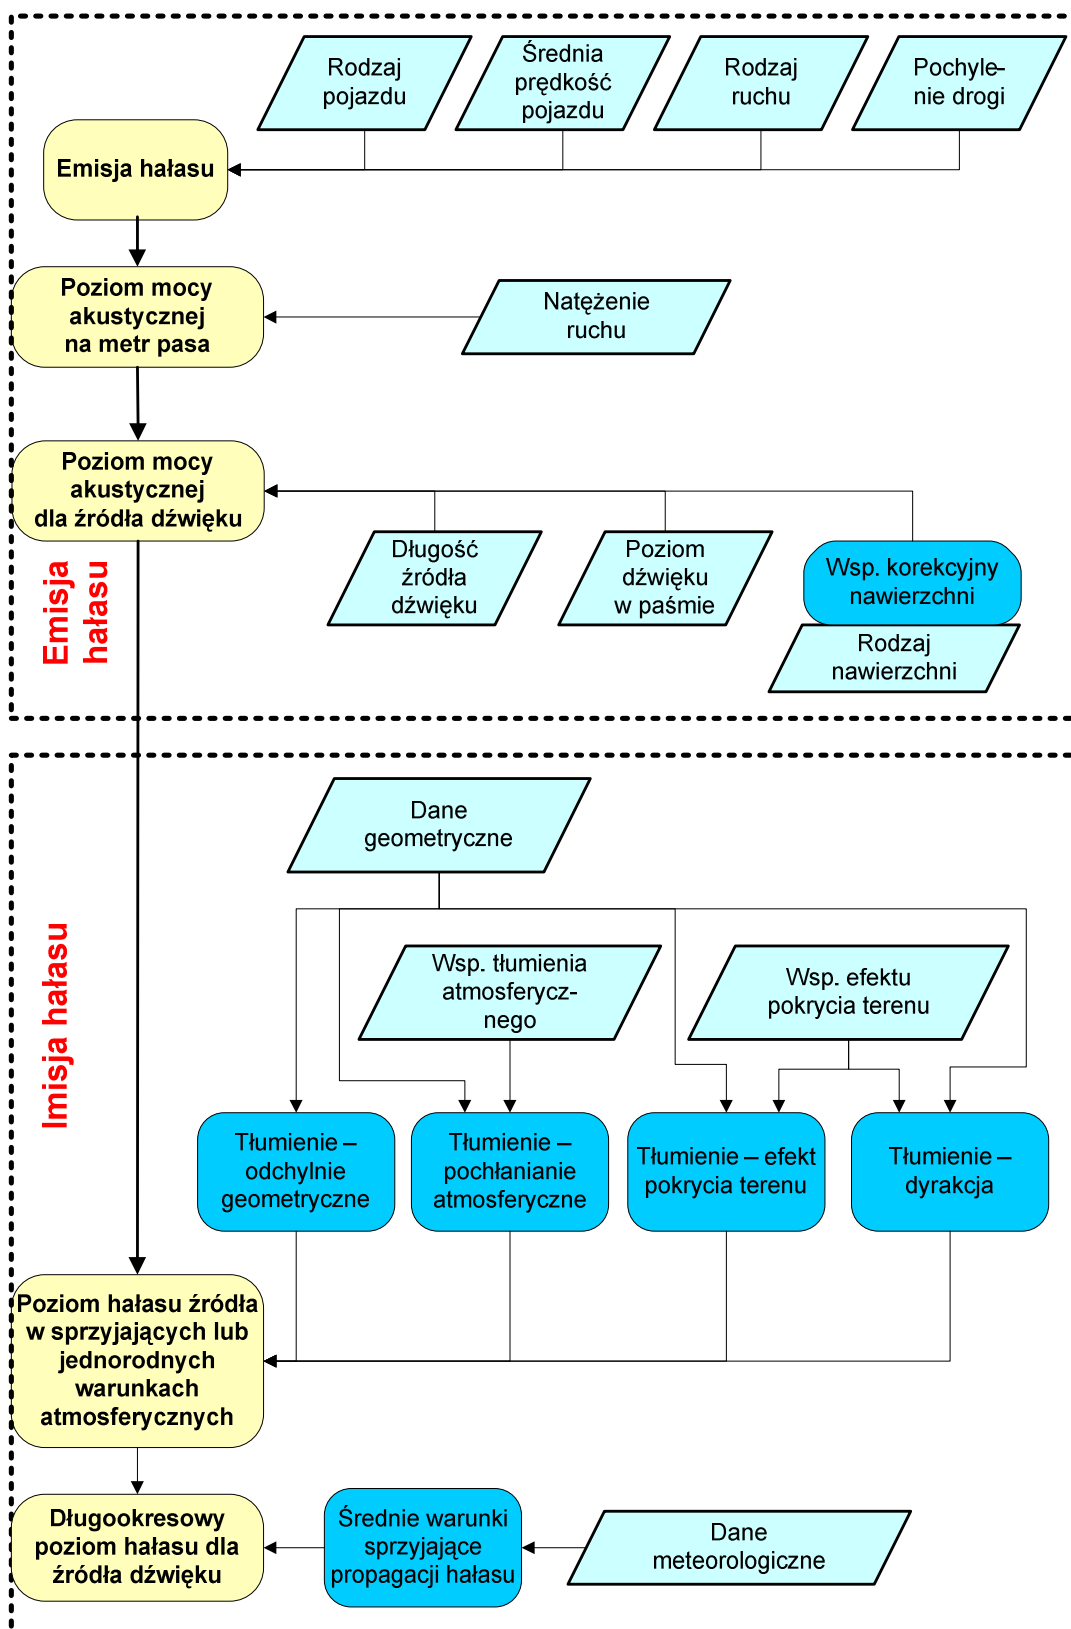 Rodzaj
pojazdu
Średnia
prędkość
pojazdu
Rodzaj
ruchu
Pochyle–
nie drogi
Emisja hałasu
Poziom mocy
akustycznej
na metr pasa
Natężenie
ruchu
Poziom mocy
akustycznej
dla źródła dźwięku
Długość
źródła
dźwięku
Poziom
dźwięku
w paśmie
Wsp. korekcyjny
nawierzchni
Rodzaj
nawierzchni
Emisja
hałasu
Dane
geometryczne
Wsp. tłumienia
atmosferycz-
nego
Wsp. efektu
pokrycia terenu
Imisja hałasu
Tłumienie –
odchylnie
geometryczne
Tłumienie –
pochłanianie
atmosferyczne
Tłumienie – efekt
pokrycia terenu
Tłumienie –
dyrakcja
Poziom hałasu źródła
w sprzyjających lub
jednorodnych
warunkach
atmosferycznych
Długookresowy
poziom hałasu dla
źródła dźwięku
Średnie warunki
sprzyjające
propagacji hałasu
Dane
meteorologiczne